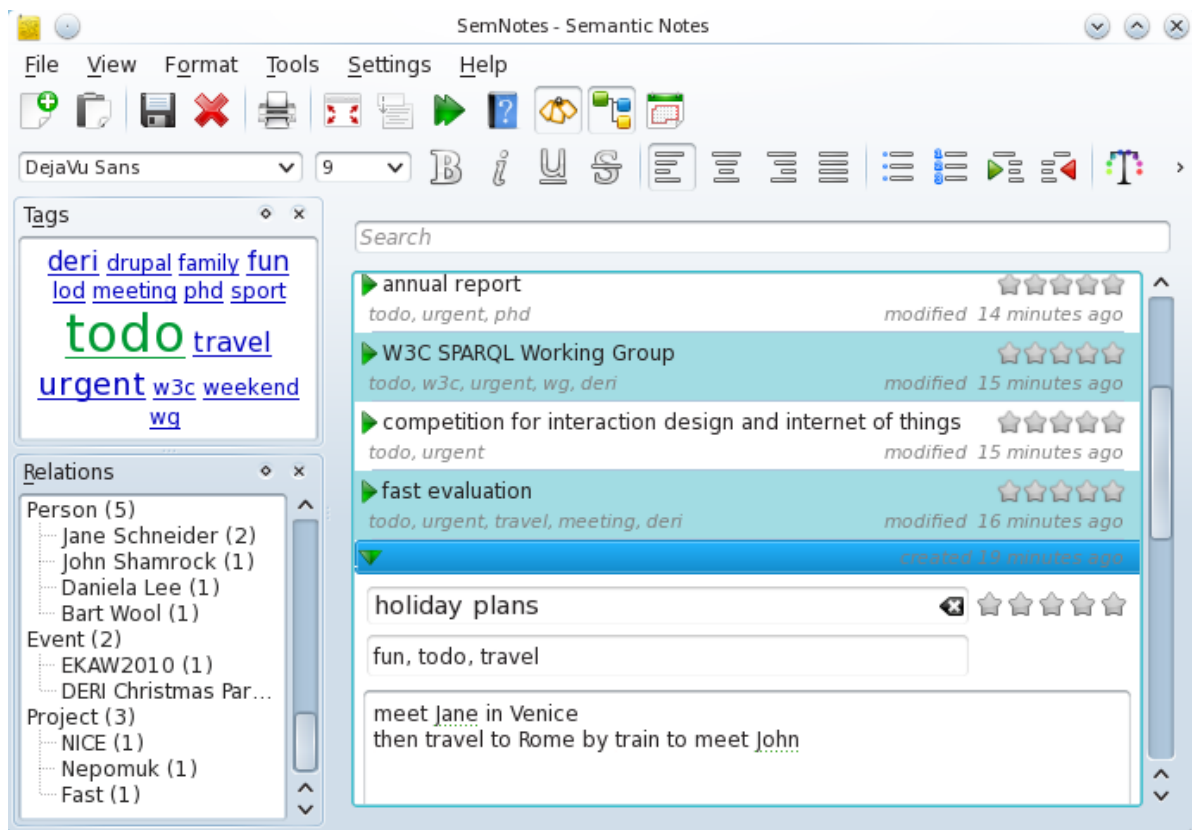 SemNotes - Semantic Notes
File View Format Tools Settings Help
DejaVu Sans 9
Tags
deri drupal family fun
lod meeting phd sport
todo travel
urgent w3c weekend
wg
Relations
Person (5)
Jane Schneider (2)
John Shamrock (1)
Daniela Lee (1)
Bart Wool (1)
Event (2)
EKAW2010 (1)
DERI Christmas Par...
Project (3)
NICE (1)
Nepomuk (1)
Fast (1)
Search
annual report
todo, urgent, phd modified 14 minutes ago
W3C SPARQL Working Group
todo, w3c, urgent, wg, deri modified 15 minutes ago
competition for interaction design and internet of things
todo, urgent modified 15 minutes ago
fast evaluation
todo, urgent, travel, meeting, deri modified 16 minutes ago
created 19 minutes ago
holiday plans
fun, todo, travel
meet Jane in Venice
then travel to Rome by train to meet John